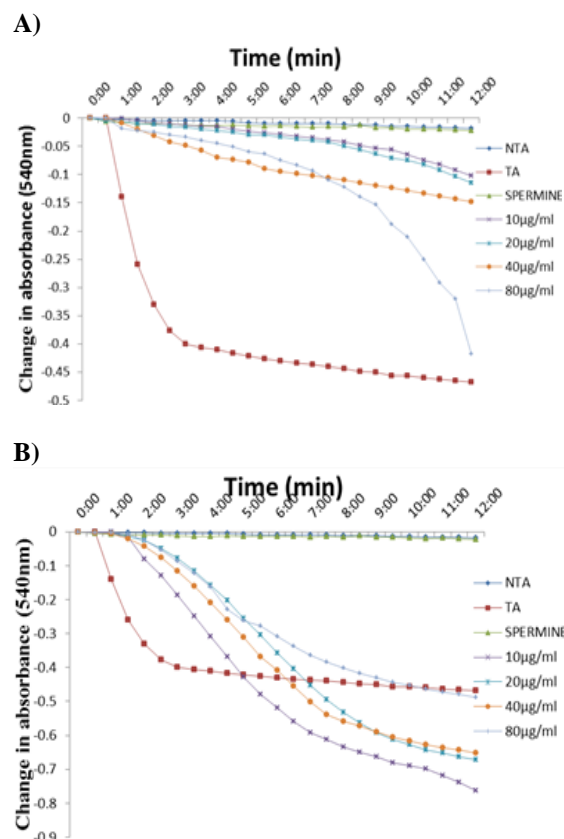 A)
Time (min)
0:00 1:00 2:00 3:00 4:00 5:00 6:00 7:00 8:00 9:00 10:00 11:00 12:00
0
-0.05
-0.1
-0.15
-0.2
-0.25
-0.3
-0.35
-0.4
-0.45
-0.5
Change in absorbance (540nm)
NTA
TA
SPERMINE
10µg/ml
20µg/ml
40µg/ml
80µg/ml
B)
Time (min)
0:00 1:00 2:00 3:00 4:00 5:00 6:00 7:00 8:00 9:00 10:00 11:00 12:00
0
-0.1
-0.2
-0.3
-0.4
-0.5
-0.6
-0.7
-0.8
-0.9
Change in absorbance (540nm)
NTA
TA
SPERMINE
10µg/ml
20µg/ml
40µg/ml
80µg/ml